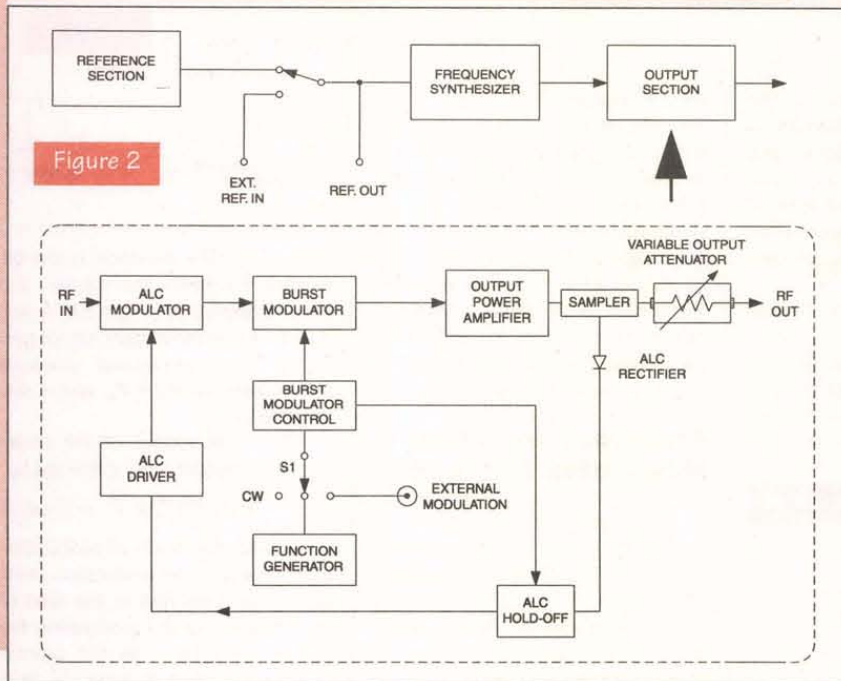 REFERENCE
SECTION
FREQUENCY
SYNTHESIZER
OUTPUT
SECTION
Figure 2
EXT.
REF. IN
REF. OUT
VARIABLE OUTPUT
ATTENUATOR
RF
IN
ALC
MODULATOR
BURST
MODULATOR
OUTPUT
POWER
AMPLIFIER
SAMPLER
RF
OUT
ALC
RECTIFIER
BURST
MODULATOR
CONTROL
ALC
DRIVER
S1
CW
EXTERNAL
MODULATION
FUNCTION
GENERATOR
ALC
HOLD-OFF